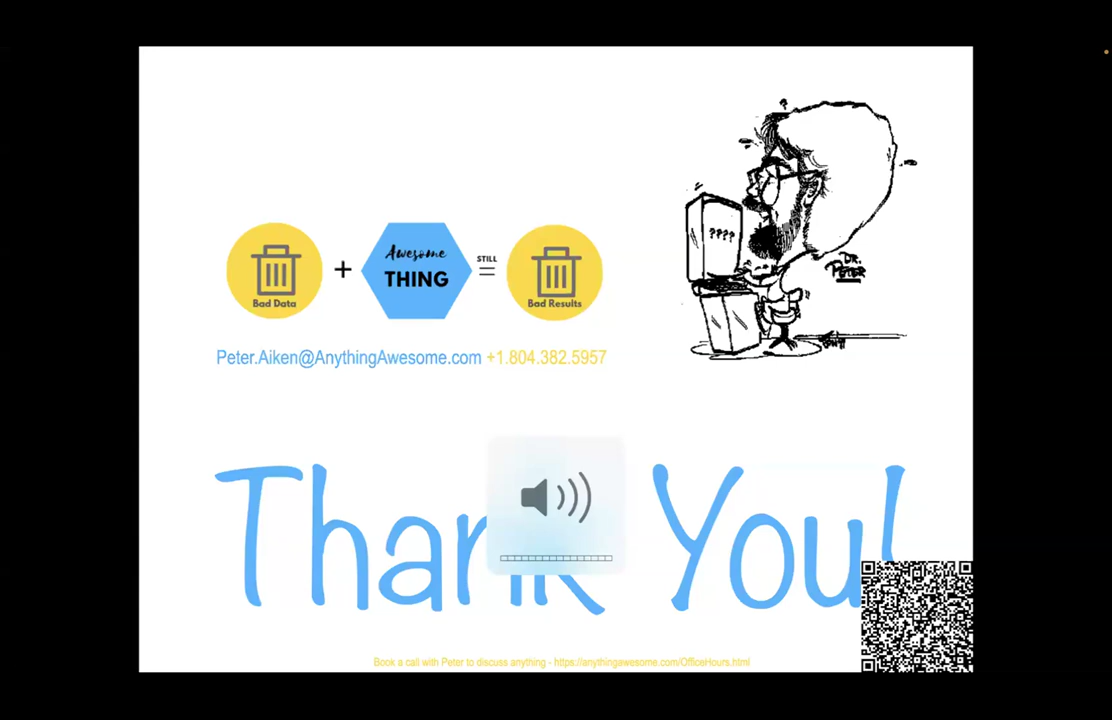 ?
????
DR.
PETER
Awesome
THING
STILL
+
=
Bad Data
Bad Results
Peter.Aiken@AnythingAwesome.com +1.804.382.5957
Thank You!
Book a call with Peter to discuss anything - https://anythingawesome.com/OfficeHours.html